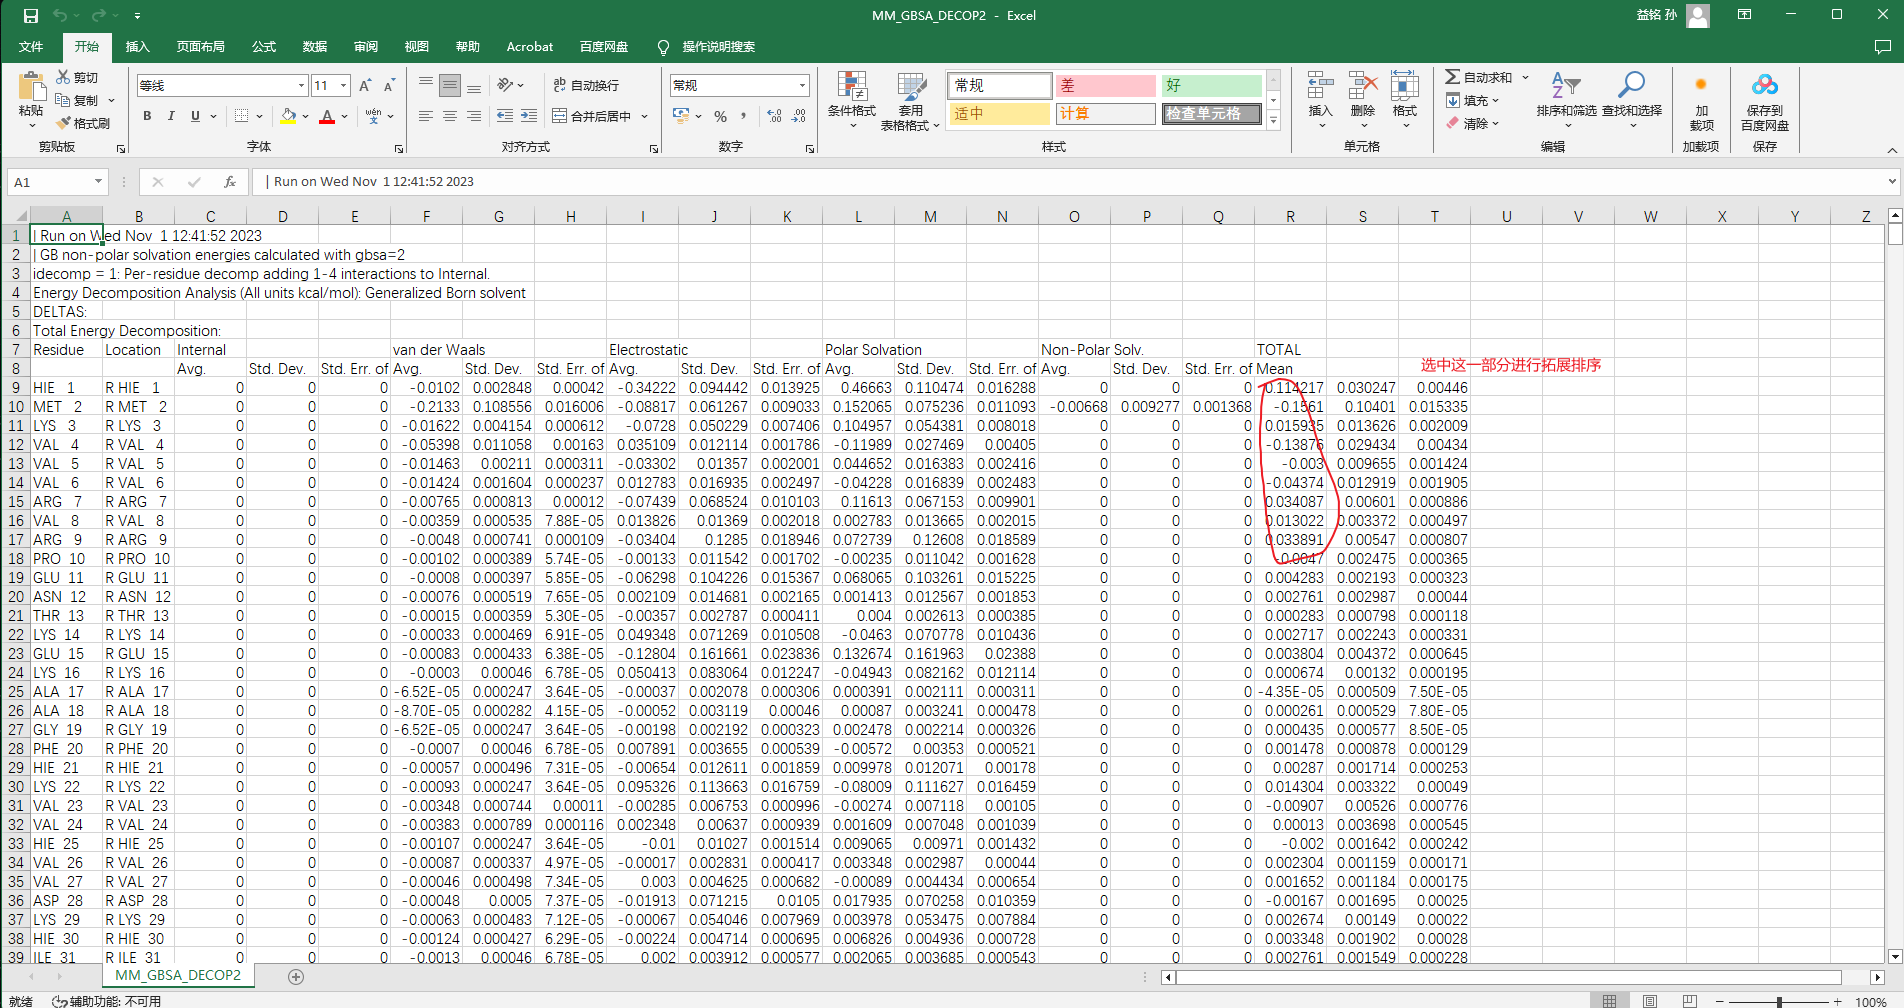 MM_GBSA_DECOP2 - Excel
益铭 孙
文件 开始 插入 页面布局 公式 数据 审阅 视图 帮助 Acrobat 百度网盘 操作说明搜索
粘贴 剪切 复制 格式刷 剪贴板
等线 11 B I U A wén 字体
自动换行 合并后居中 对齐方式
常规 % 数字
条件格式 套用表格格式 常规 差 好 适中 计算 检查单元格 样式
插入 删除 格式 单元格
自动求和 填充 清除 排序和筛选 查找和选择 编辑
加载项 加载项
保存到百度网盘 保存
A1 fx | Run on Wed Nov 1 12:41:52 2023
A B C D E F G H I J K L M N O P Q R S T U V W X Y Z
1 | Run on Wed Nov 1 12:41:52 2023
2 | GB non-polar solvation energies calculated with gbsa=2
3 idecomp = 1: Per-residue decomp adding 1-4 interactions to Internal.
4 Energy Decomposition Analysis (All units kcal/mol): Generalized Born solvent
5 DELTAS:
6 Total Energy Decomposition:
7 Residue Location Internal van der Waals Electrostatic Polar Solvation Non-Polar Solv. TOTAL
8 Avg. Std. Dev. Std. Err. of Avg. Std. Dev. Std. Err. of Avg. Std. Dev. Std. Err. of Avg. Std. Dev. Std. Err. of Avg. Std. Dev. Std. Err. of Mean 选中这一部分进行拓展排序
9 HIE 1 R HIE 1 0 0 0 -0.0102 0.002848 0.00042 -0.34222 0.094442 0.013925 0.46663 0.110474 0.016288 0 0 0 0.114217 0.030247 0.00446
10 MET 2 R MET 2 0 0 0 -0.2133 0.108556 0.016006 -0.08817 0.061267 0.009033 0.152065 0.075236 0.011093 -0.00668 0.009277 0.001368 -0.1561 0.10401 0.015335
11 LYS 3 R LYS 3 0 0 0 -0.01622 0.004154 0.000612 -0.0728 0.050229 0.007406 0.104957 0.054381 0.008018 0 0 0 0.015935 0.013626 0.002009
12 VAL 4 R VAL 4 0 0 0 -0.05398 0.011058 0.00163 0.035109 0.012114 0.001786 -0.11989 0.027469 0.00405 0 0 0 -0.13876 0.029434 0.00434
13 VAL 5 R VAL 5 0 0 0 -0.01463 0.00211 0.000311 -0.03302 0.01357 0.002001 0.044652 0.016383 0.002416 0 0 0 -0.003 0.009655 0.001424
14 VAL 6 R VAL 6 0 0 0 -0.01424 0.001604 0.000237 0.012783 0.016935 0.002497 -0.04228 0.016839 0.002483 0 0 0 -0.04374 0.012919 0.001905
15 ARG 7 R ARG 7 0 0 0 -0.00765 0.000813 0.00012 -0.07439 0.068524 0.010103 0.11613 0.067153 0.009901 0 0 0 0.034087 0.00601 0.000886
16 VAL 8 R VAL 8 0 0 0 -0.00359 0.000535 7.88E-05 0.013826 0.01369 0.002018 0.002783 0.013665 0.002015 0 0 0 0.013022 0.003372 0.000497
17 ARG 9 R ARG 9 0 0 0 -0.0048 0.000741 0.000109 -0.03404 0.1285 0.018946 0.072739 0.12608 0.018589 0 0 0 0.033891 0.00547 0.000807
18 PRO 10 R PRO 10 0 0 0 -0.00102 0.000389 5.74E-05 -0.00133 0.011542 0.001702 -0.00235 0.011042 0.001628 0 0 0 -0.0047 0.002475 0.000365
19 GLU 11 R GLU 11 0 0 0 -0.0008 0.000397 5.85E-05 -0.06298 0.104226 0.015367 0.068065 0.103261 0.015225 0 0 0 0.004283 0.002193 0.000323
20 ASN 12 R ASN 12 0 0 0 -0.00076 0.000519 7.65E-05 0.002109 0.014681 0.002165 0.001413 0.012567 0.001853 0 0 0 0.002761 0.002987 0.00044
21 THR 13 R THR 13 0 0 0 -0.00015 0.000359 5.30E-05 -0.00357 0.002787 0.000411 0.004 0.002613 0.000385 0 0 0 0.000283 0.000798 0.000118
22 LYS 14 R LYS 14 0 0 0 -0.00033 0.000469 6.91E-05 0.049348 0.071269 0.010508 -0.0463 0.070778 0.010436 0 0 0 0.002717 0.002243 0.000331
23 GLU 15 R GLU 15 0 0 0 -0.00083 0.000433 6.38E-05 -0.12804 0.161661 0.023836 0.132674 0.161963 0.02388 0 0 0 0.003804 0.004372 0.000645
24 LYS 16 R LYS 16 0 0 0 -0.0003 0.00046 6.78E-05 0.050413 0.083064 0.012247 -0.04943 0.082162 0.012114 0 0 0 0.000674 0.00132 0.000195
25 ALA 17 R ALA 17 0 0 0 -6.52E-05 0.000247 3.64E-05 -0.00037 0.002078 0.000306 0.000391 0.002111 0.000311 0 0 0 -4.35E-05 0.000509 7.50E-05
26 ALA 18 R ALA 18 0 0 0 -8.70E-05 0.000282 4.15E-05 -0.00052 0.003119 0.00046 0.00087 0.003241 0.000478 0 0 0 0.000261 0.000529 7.80E-05
27 GLY 19 R GLY 19 0 0 0 -6.52E-05 0.000247 3.64E-05 -0.00198 0.002192 0.000323 0.002478 0.002214 0.000326 0 0 0 0.000435 0.000577 8.50E-05
28 PHE 20 R PHE 20 0 0 0 -0.0007 0.00046 6.78E-05 0.007891 0.003655 0.000539 -0.00572 0.00353 0.000521 0 0 0 0.001478 0.000878 0.000129
29 HIE 21 R HIE 21 0 0 0 -0.00057 0.000496 7.31E-05 -0.00654 0.012611 0.001859 0.009978 0.012071 0.00178 0 0 0 0.00287 0.001714 0.000253
30 LYS 22 R LYS 22 0 0 0 -0.00093 0.000247 3.64E-05 0.095326 0.113663 0.016759 -0.08009 0.111627 0.016459 0 0 0 0.014304 0.003322 0.00049
31 VAL 23 R VAL 23 0 0 0 -0.00348 0.000744 0.00011 -0.00285 0.006753 0.000996 -0.00274 0.007118 0.00105 0 0 0 -0.00907 0.00526 0.000776
32 VAL 24 R VAL 24 0 0 0 -0.00383 0.000789 0.000116 0.002348 0.00637 0.000939 0.001609 0.007048 0.001039 0 0 0 0.00013 0.003698 0.000545
33 HIE 25 R HIE 25 0 0 0 -0.00107 0.000247 3.64E-05 -0.01 0.01027 0.001514 0.009065 0.00971 0.001432 0 0 0 -0.002 0.001642 0.000242
34 VAL 26 R VAL 26 0 0 0 -0.00087 0.000337 4.97E-05 -0.00017 0.002831 0.000417 0.003348 0.002987 0.00044 0 0 0 0.002304 0.001159 0.000171
35 VAL 27 R VAL 27 0 0 0 -0.00046 0.000498 7.34E-05 0.003 0.004625 0.000682 -0.00089 0.004434 0.000654 0 0 0 0.001652 0.001184 0.000175
36 ASP 28 R ASP 28 0 0 0 -0.00048 0.0005 7.37E-05 -0.01913 0.071215 0.0105 0.017935 0.070258 0.010359 0 0 0 -0.00167 0.001695 0.00025
37 LYS 29 R LYS 29 0 0 0 -0.00063 0.000483 7.12E-05 -0.00067 0.054046 0.007969 0.003978 0.053475 0.007884 0 0 0 0.002674 0.00149 0.00022
38 HIE 30 R HIE 30 0 0 0 -0.00124 0.000427 6.29E-05 -0.00224 0.004714 0.000695 0.006826 0.004936 0.000728 0 0 0 0.003348 0.001902 0.00028
39 ILE 31 R ILE 31 0 0 0 -0.0013 0.00046 6.78E-05 0.002 0.003912 0.000577 0.002065 0.003685 0.000543 0 0 0 0.002761 0.001549 0.000228
MM_GBSA_DECOP2
就绪 辅助功能: 不可用 100%